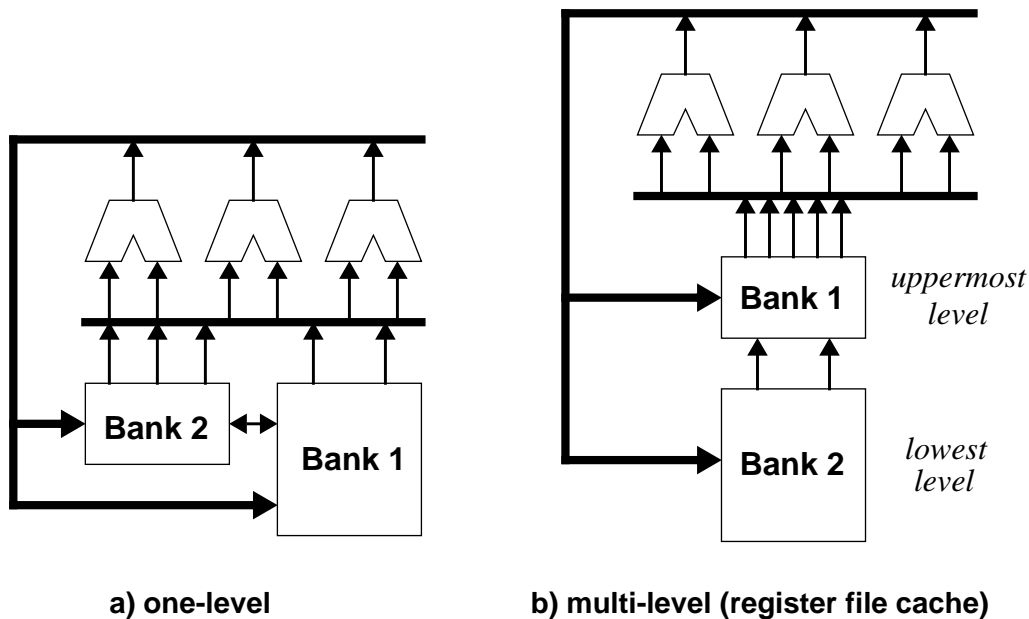 Bank 2
Bank 1
a) one-level
Bank 1
uppermost
level
Bank 2
lowest
level
b) multi-level (register file cache)